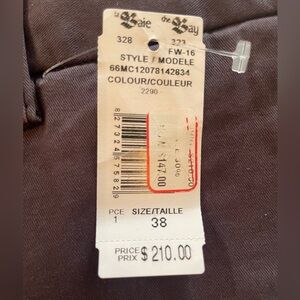 la Baie the Bay
328 323
FW-16
STYLE / MODELE
66MC12078142834
COLOUR/COULEUR
2290
$147.00
PCE SIZE/TAILLE
1 38
PRICE
PRIX $ 210.00